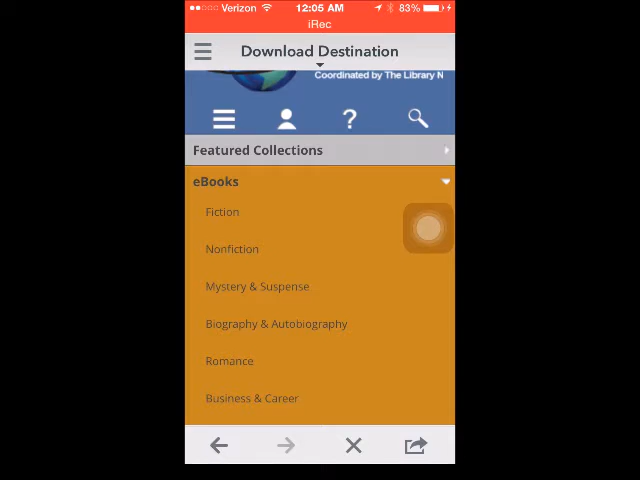 Verizon 12:05 AM 83%
iRec
Download Destination
Coordinated by The Library N
?
Featured Collections
eBooks
Fiction
Nonfiction
Mystery & Suspense
Biography & Autobiography
Romance
Business & Career